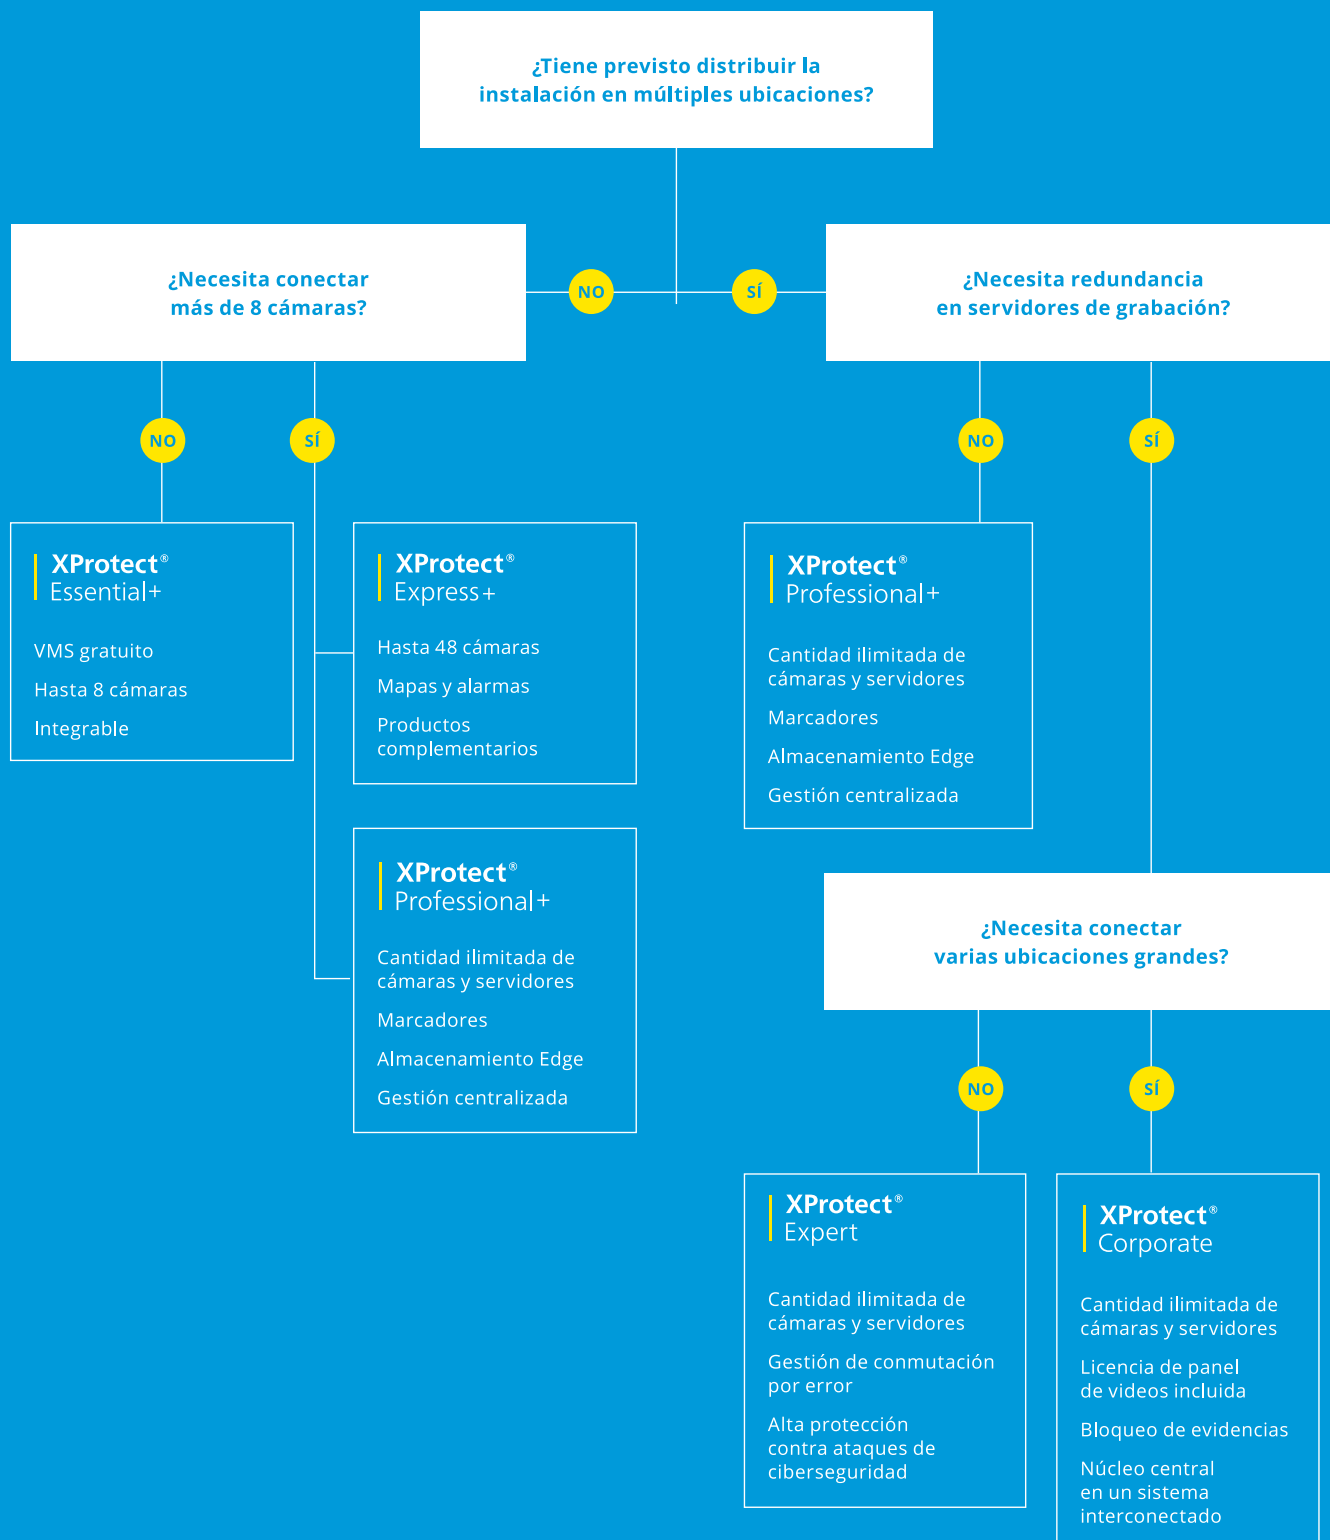 ¿Tiene previsto distribuir la
instalación en múltiples ubicaciones?
¿Necesita conectar
más de 8 cámaras?
NO
SÍ
¿Necesita redundancia
en servidores de grabación?
NO
SÍ
NO
SÍ
XProtect®
Essential+
VMS gratuito
Hasta 8 cámaras
Integrable
XProtect®
Express+
Hasta 48 cámaras
Mapas y alarmas
Productos
complementarios
XProtect®
Professional+
Cantidad ilimitada de
cámaras y servidores
Marcadores
Almacenamiento Edge
Gestión centralizada
XProtect®
Professional+
Cantidad ilimitada de
cámaras y servidores
Marcadores
Almacenamiento Edge
Gestión centralizada
¿Necesita conectar
varias ubicaciones grandes?
NO
SÍ
XProtect®
Expert
Cantidad ilimitada de
cámaras y servidores
Gestión de conmutación
por error
Alta protección
contra ataques de
ciberseguridad
XProtect®
Corporate
Cantidad ilimitada de
cámaras y servidores
Licencia de panel
de videos incluida
Bloqueo de evidencias
Núcleo central
en un sistema
interconectado